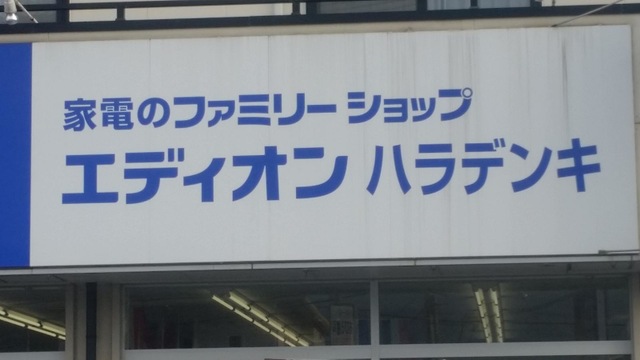 家電のファミリーショップ
エディオン ハラデンキ